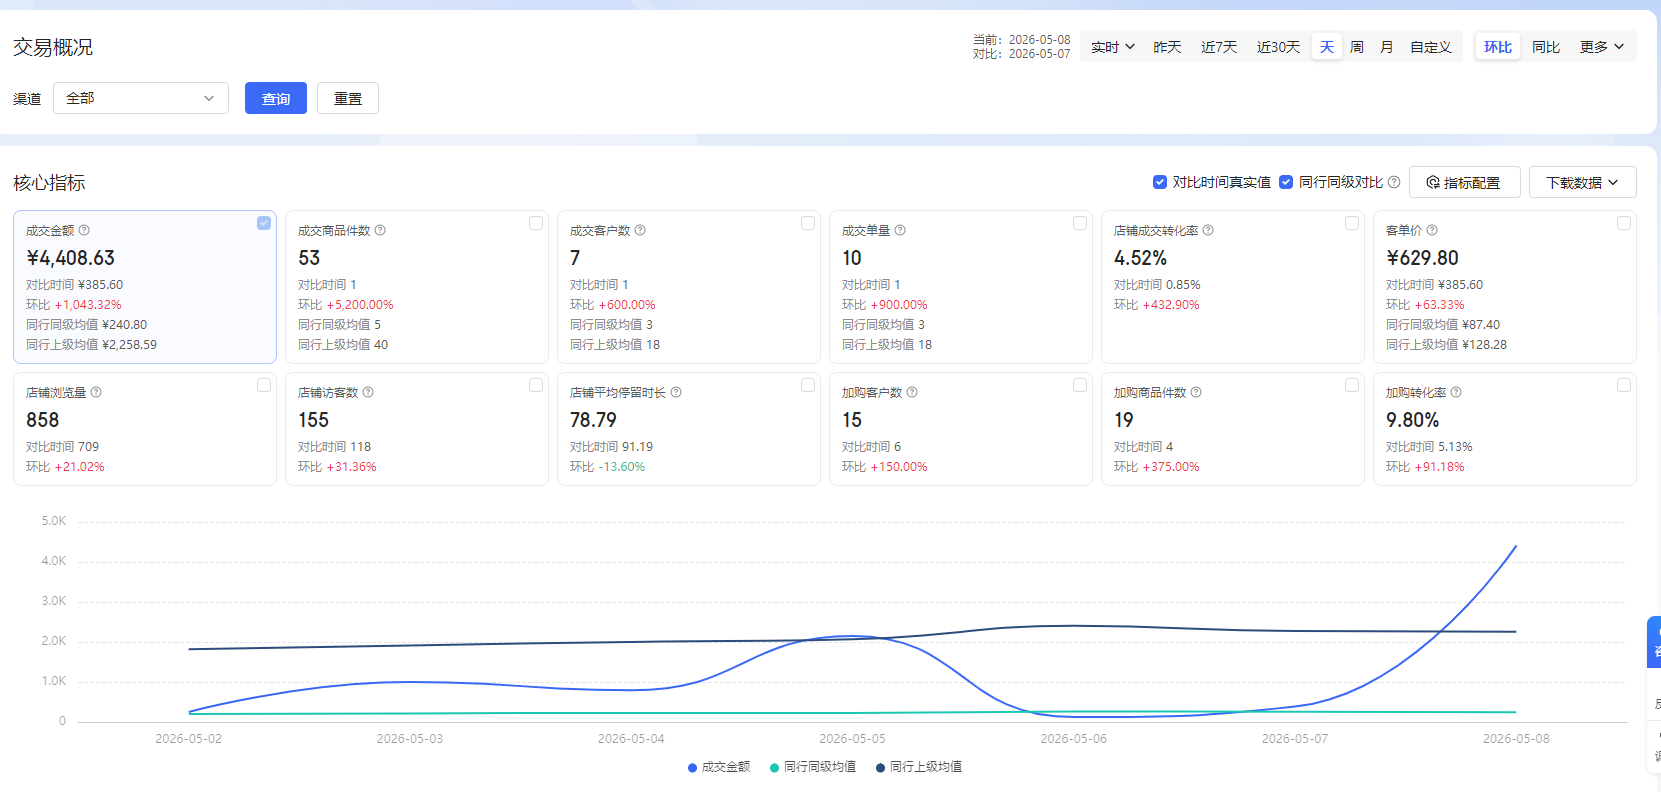 交易概况
当前：2026-05-08
对比：2026-05-07
实时 昨天 近7天 近30天 天 周 月 自定义 环比 同比 更多
渠道 全部 查询 重置
核心指标
对比时间真实值 同行同级对比 指标配置 下载数据
成交金额
¥4,408.63
对比时间 ¥385.60
环比 +1,043.32%
同行同级均值 ¥240.80
同行上级均值 ¥2,258.59
成交商品件数
53
对比时间 1
环比 +5,200.00%
同行同级均值 5
同行上级均值 40
成交客户数
7
对比时间 1
环比 +600.00%
同行同级均值 3
同行上级均值 18
成交单量
10
对比时间 1
环比 +900.00%
同行同级均值 3
同行上级均值 18
店铺成交转化率
4.52%
对比时间 0.85%
环比 +432.90%
客单价
¥629.80
对比时间 ¥385.60
环比 +63.33%
同行同级均值 ¥87.40
同行上级均值 ¥128.28
店铺浏览量
858
对比时间 709
环比 +21.02%
店铺访客数
155
对比时间 118
环比 +31.36%
店铺平均停留时长
78.79
对比时间 91.19
环比 -13.60%
加购客户数
15
对比时间 6
环比 +150.00%
加购商品件数
19
对比时间 4
环比 +375.00%
加购转化率
9.80%
对比时间 5.13%
环比 +91.18%
5.0K
4.0K
3.0K
2.0K
1.0K
0
2026-05-02 2026-05-03 2026-05-04 2026-05-05 2026-05-06 2026-05-07 2026-05-08
成交金额 同行同级均值 同行上级均值